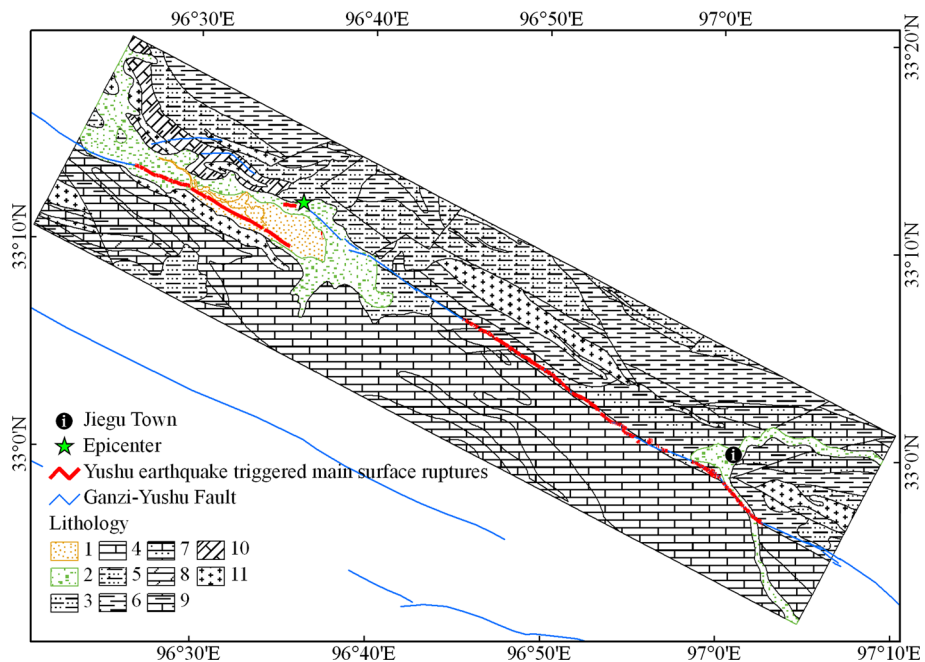 96°30′E 96°40′E 96°50′E 97°0′E
33°20′N
33°10′N 33°10′N
33°0′N 33°0′N
i
i Jiegu Town
Epicenter
Yushu earthquake triggered main surface ruptures
Ganzi-Yushu Fault
Lithology
1 4 7 10
2 5 8 11
3 6 9
96°30′E 96°40′E 96°50′E 97°0′E 97°10′E